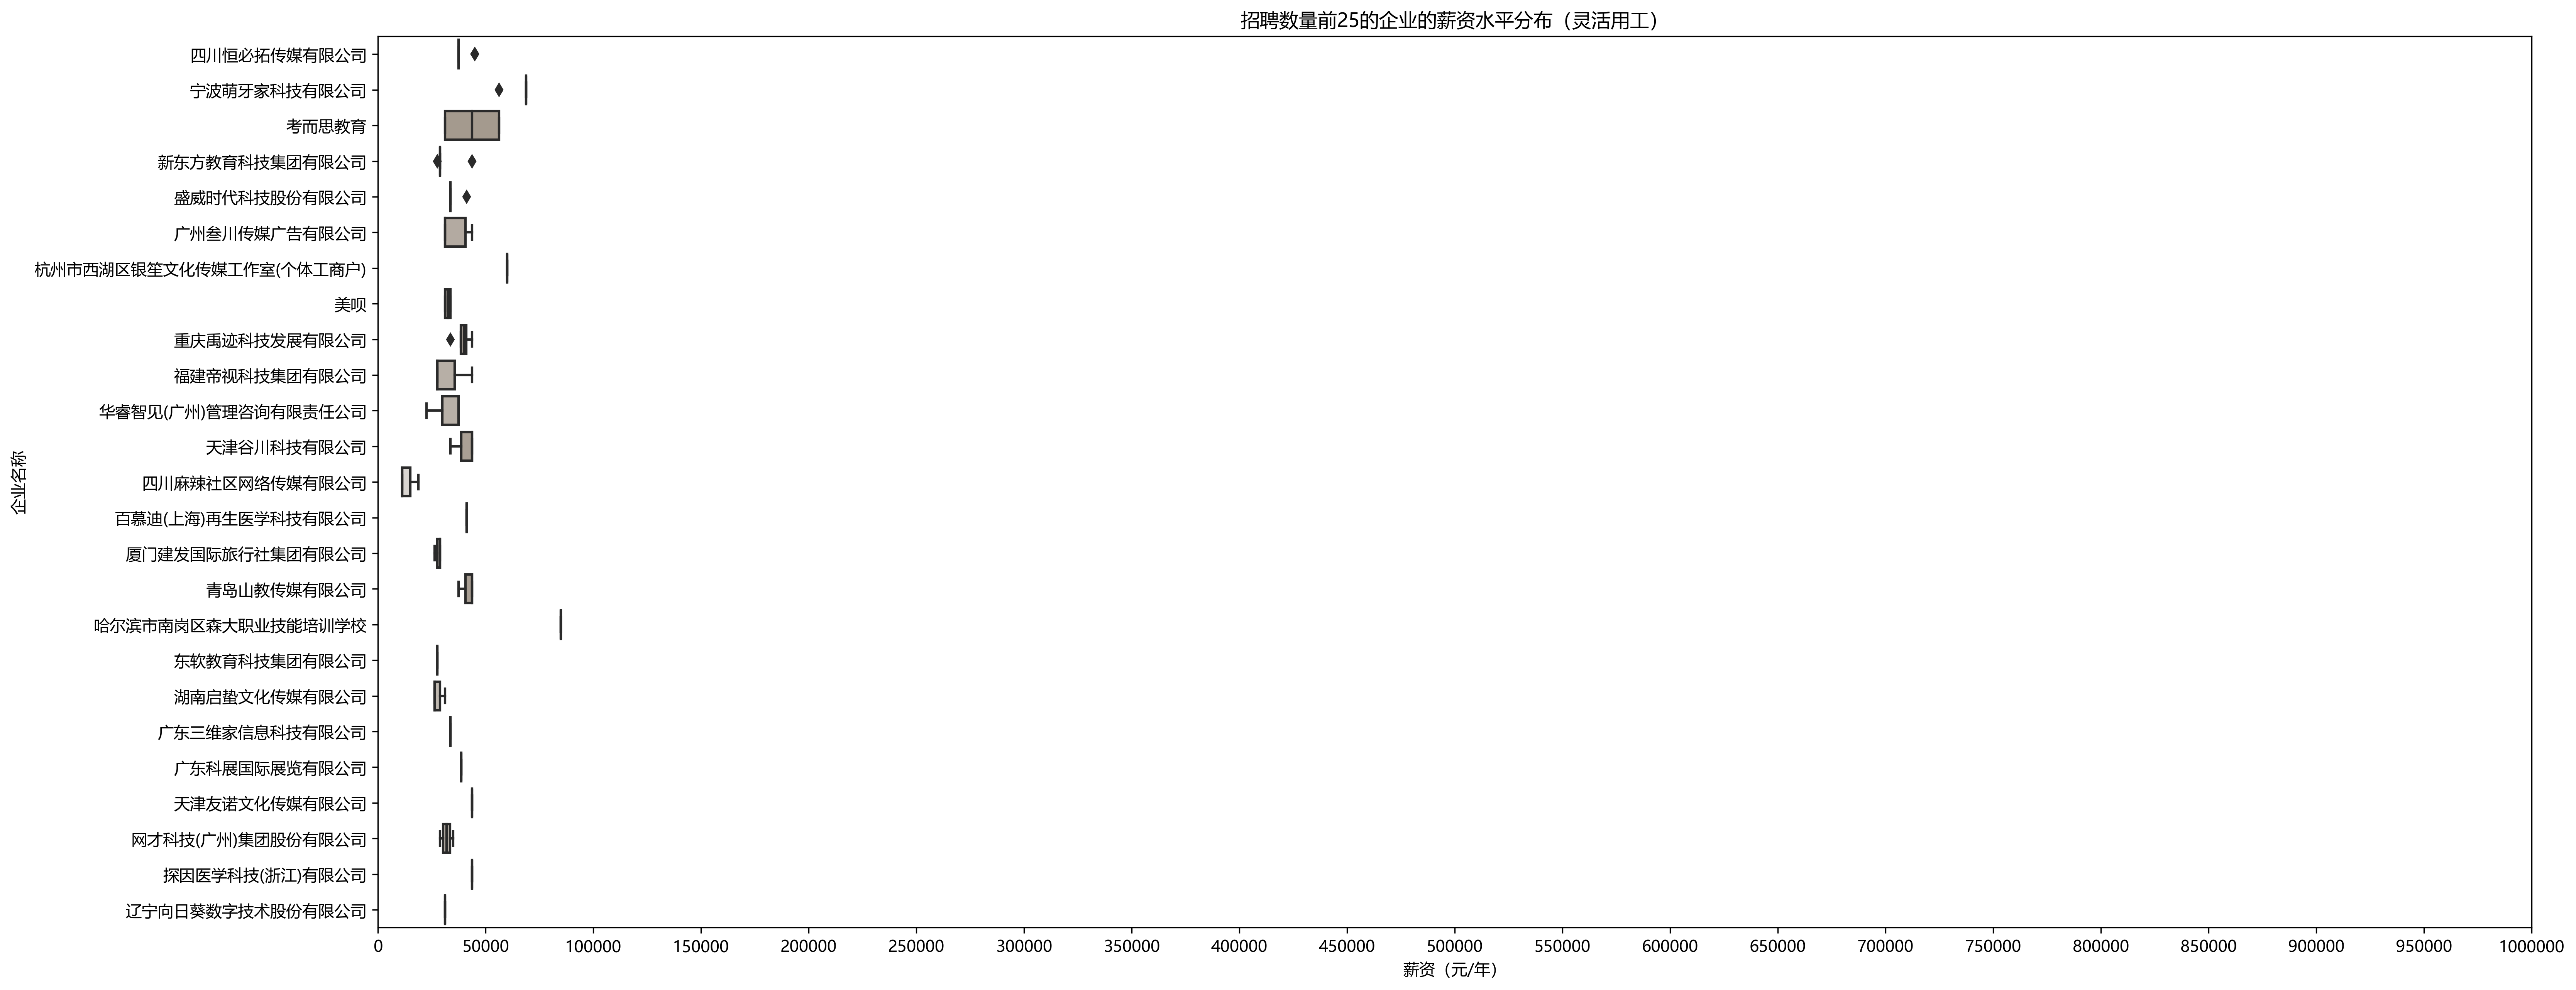 招聘数量前25的企业的薪资水平分布（灵活用工）
企业名称
四川恒必拓传媒有限公司
宁波萌牙家科技有限公司
考而思教育
新东方教育科技集团有限公司
盛威时代科技股份有限公司
广州叁川传媒广告有限公司
杭州市西湖区银笙文化传媒工作室(个体工商户)
美呗
重庆禹迹科技发展有限公司
福建帝视科技集团有限公司
华睿智见(广州)管理咨询有限责任公司
天津谷川科技有限公司
四川麻辣社区网络传媒有限公司
百慕迪(上海)再生医学科技有限公司
厦门建发国际旅行社集团有限公司
青岛山教传媒有限公司
哈尔滨市南岗区森大职业技能培训学校
东软教育科技集团有限公司
湖南启蛰文化传媒有限公司
广东三维家信息科技有限公司
广东科展国际展览有限公司
天津友诺文化传媒有限公司
网才科技(广州)集团股份有限公司
探因医学科技(浙江)有限公司
辽宁向日葵数字技术股份有限公司
0 50000 100000 150000 200000 250000 300000 350000 400000 450000 500000 550000 600000 650000 700000 750000 800000 850000 900000 950000 1000000
薪资（元/年）